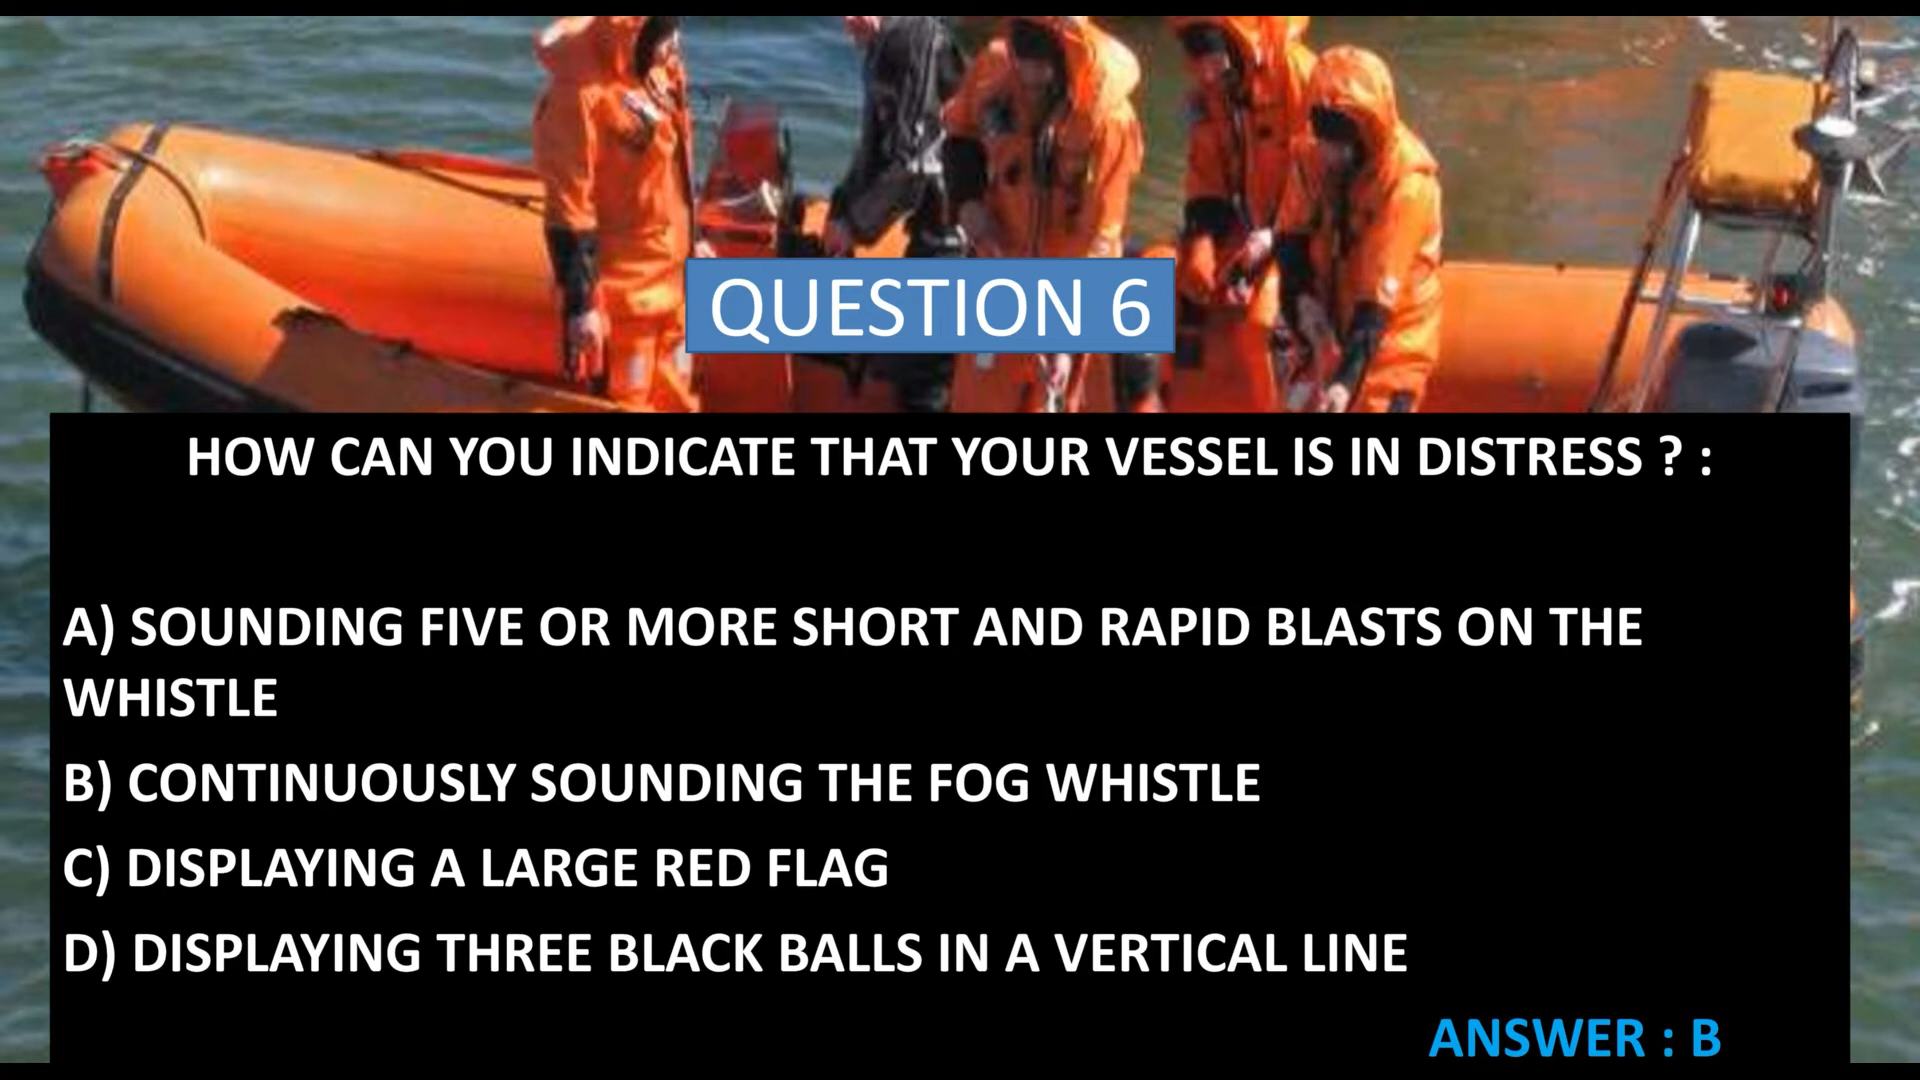 QUESTION 6
HOW CAN YOU INDICATE THAT YOUR VESSEL IS IN DISTRESS ? :
A) SOUNDING FIVE OR MORE SHORT AND RAPID BLASTS ON THE
WHISTLE
B) CONTINUOUSLY SOUNDING THE FOG WHISTLE
C) DISPLAYING A LARGE RED FLAG
D) DISPLAYING THREE BLACK BALLS IN A VERTICAL LINE
ANSWER : B